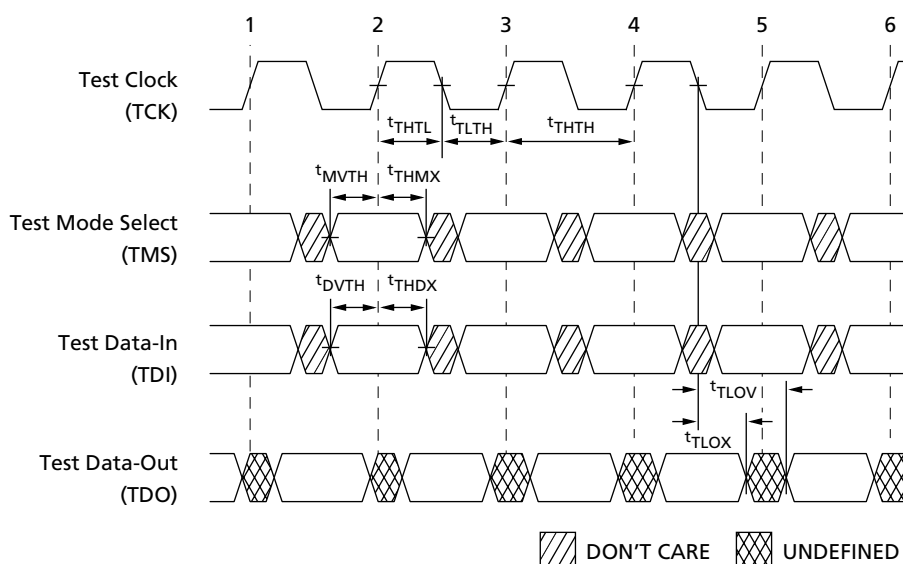 1 2 3 4 5 6
Test Clock
(TCK)
tTHTL tTLTH tTHTH
tMVTH tTHMX
Test Mode Select
(TMS)
tDVTH tTHDX
Test Data-In
(TDI)
tTLOV
tTLOX
Test Data-Out
(TDO)
DON'T CARE UNDEFINED